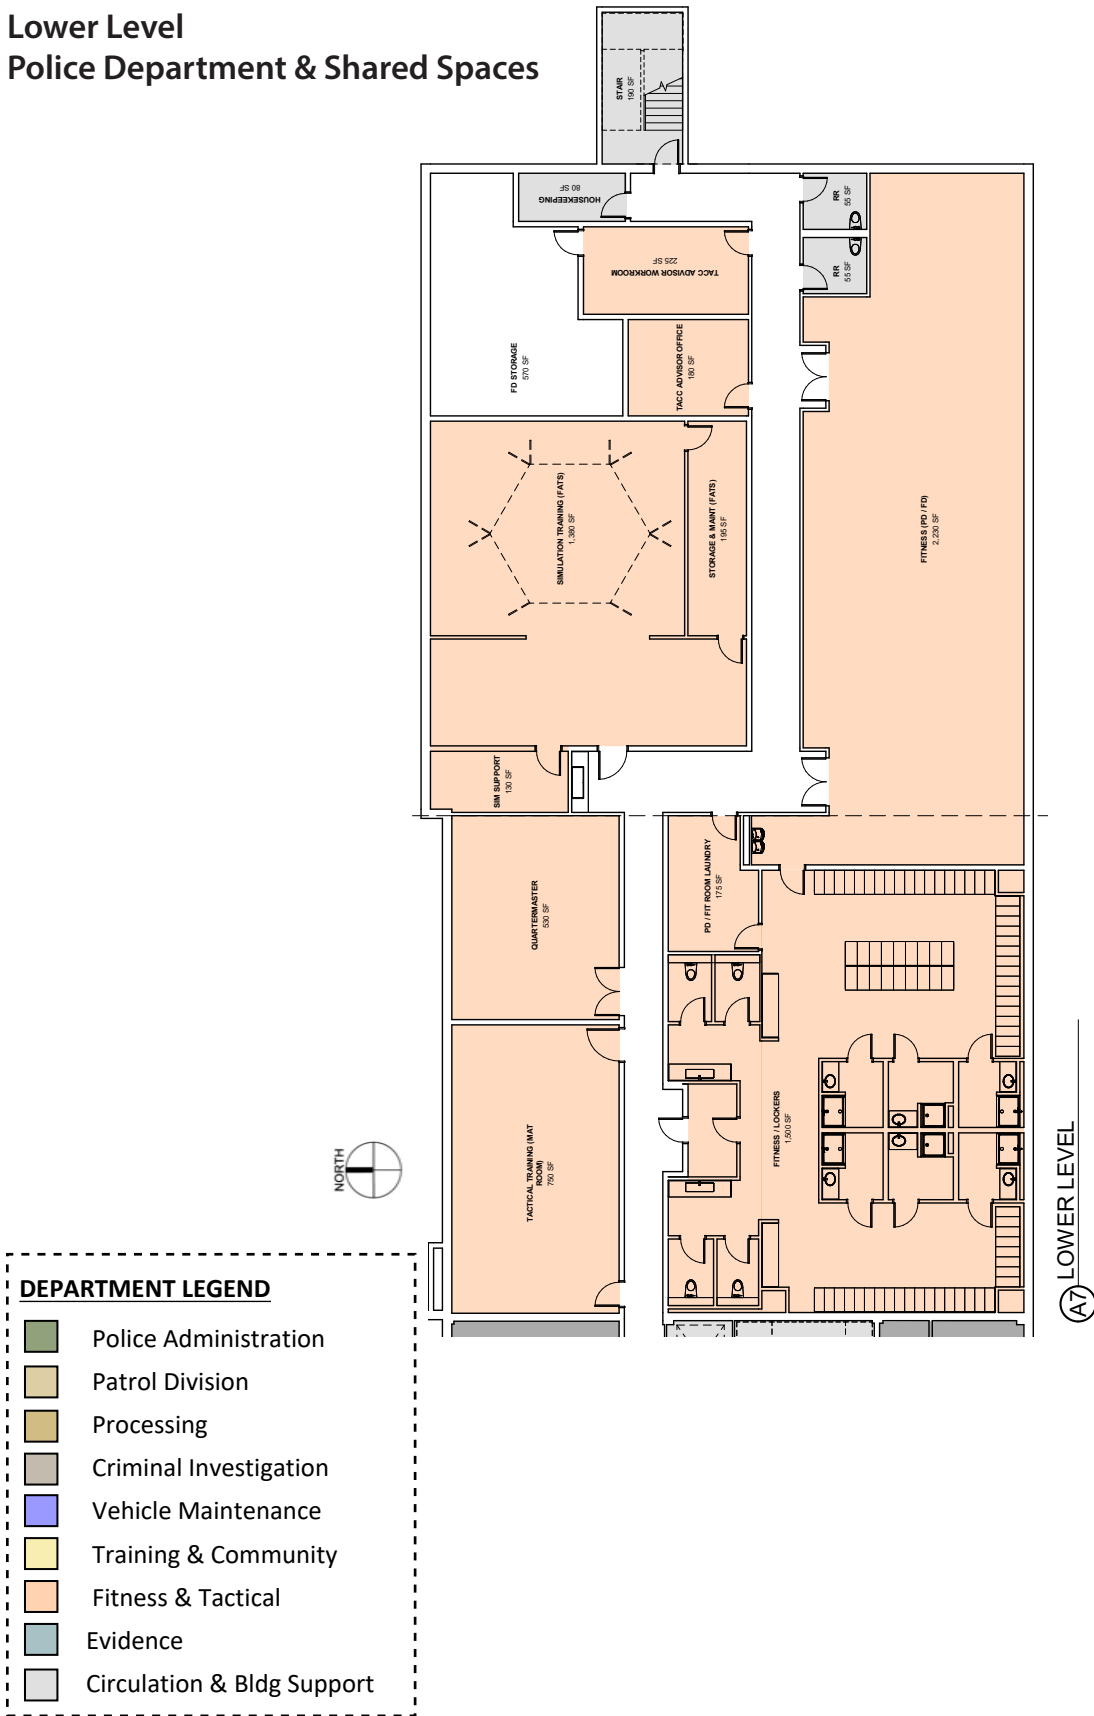 Lower Level
Police Department & Shared Spaces
STAIR
190 SF
HOUSEKEEPING
80 SF
RR
55 SF
RR
55 SF
TACC ADVISOR WORKROOM
225 SF
FD STORAGE
570 SF
TACC ADVISOR OFFICE
180 SF
SIMULATION TRAINING (FATS)
1,380 SF
STORAGE & MAINT (FATS)
195 SF
FITNESS (PD / FD)
2,230 SF
SIM SUPPORT
130 SF
QUARTERMASTER
530 SF
PD / FIT ROOM LAUNDRY
175 SF
TACTICAL TRAINING (MAT
ROOM)
750 SF
FITNESS / LOCKERS
1,500 SF
NORTH
A7 LOWER LEVEL
DEPARTMENT LEGEND
Police Administration
Patrol Division
Processing
Criminal Investigation
Vehicle Maintenance
Training & Community
Fitness & Tactical
Evidence
Circulation & Bldg Support